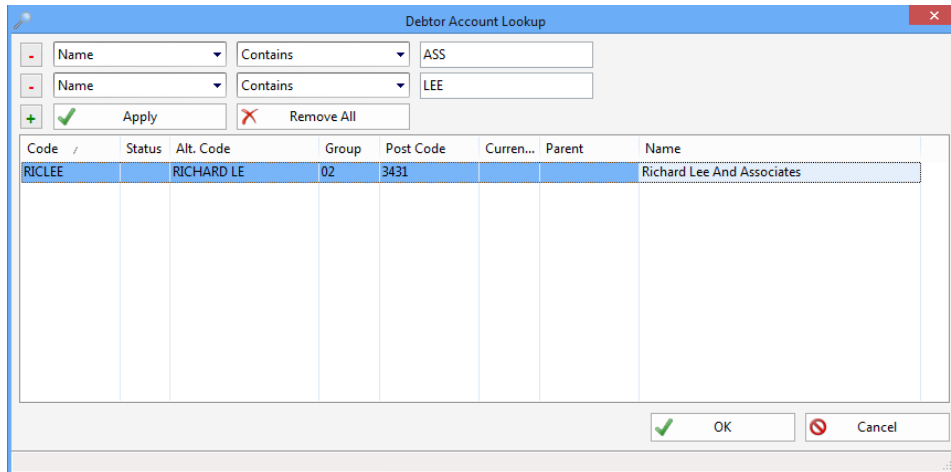 Debtor Account Lookup
- Name Contains ASS
- Name Contains LEE
+ Apply Remove All
Code Status Alt. Code Group Post Code Curren... Parent Name
RICLEE RICHARD LE 02 3431 Richard Lee And Associates
OK Cancel